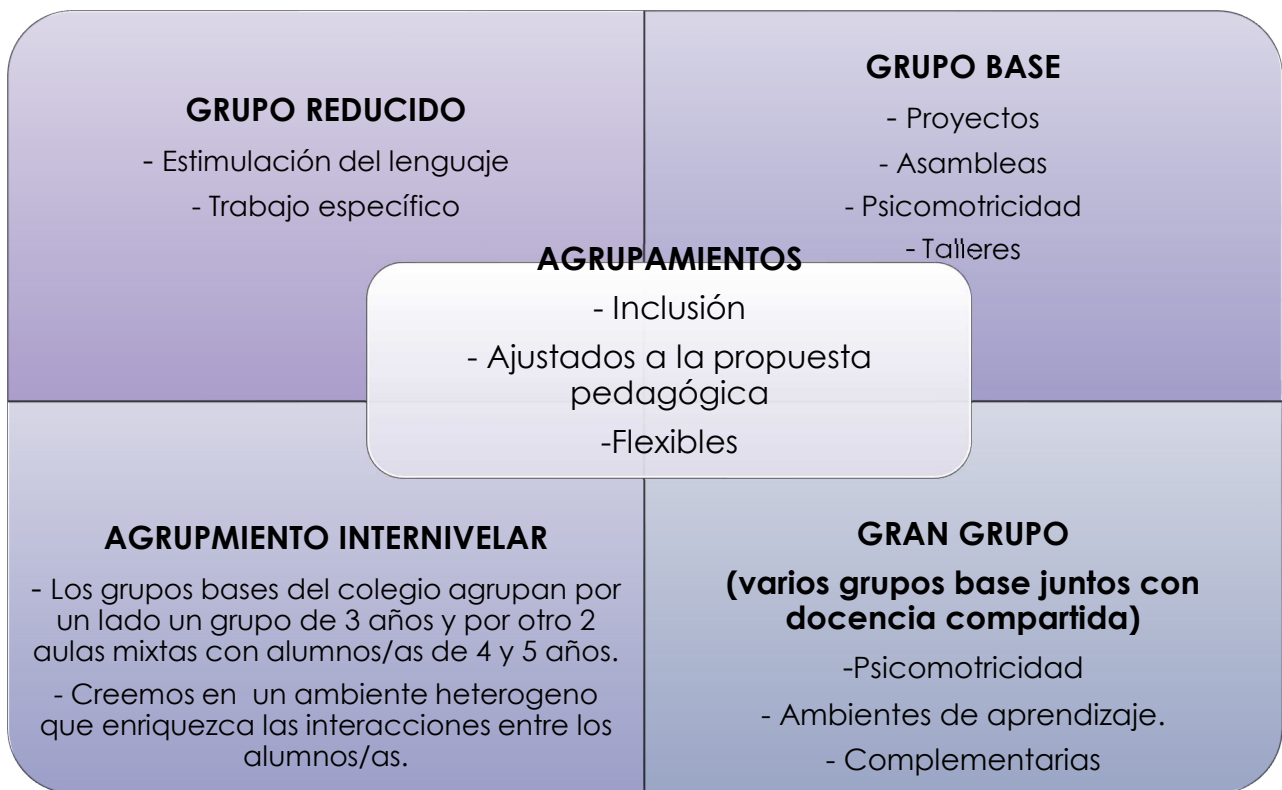 GRUPO REDUCIDO
- Estimulación del lenguaje
- Trabajo específico
GRUPO BASE
- Proyectos
- Asambleas
- Psicomotricidad
- Talleres
AGRUPAMIENTOS
- Inclusión
- Ajustados a la propuesta
pedagógica
-Flexibles
AGRUPMIENTO INTERNIVELAR
- Los grupos bases del colegio agrupan por
un lado un grupo de 3 años y por otro 2
aulas mixtas con alumnos/as de 4 y 5 años.
- Creemos en un ambiente heterogeno
que enriquezca las interacciones entre los
alumnos/as.
GRAN GRUPO
(varios grupos base juntos con
docencia compartida)
-Psicomotricidad
- Ambientes de aprendizaje.
- Complementarias